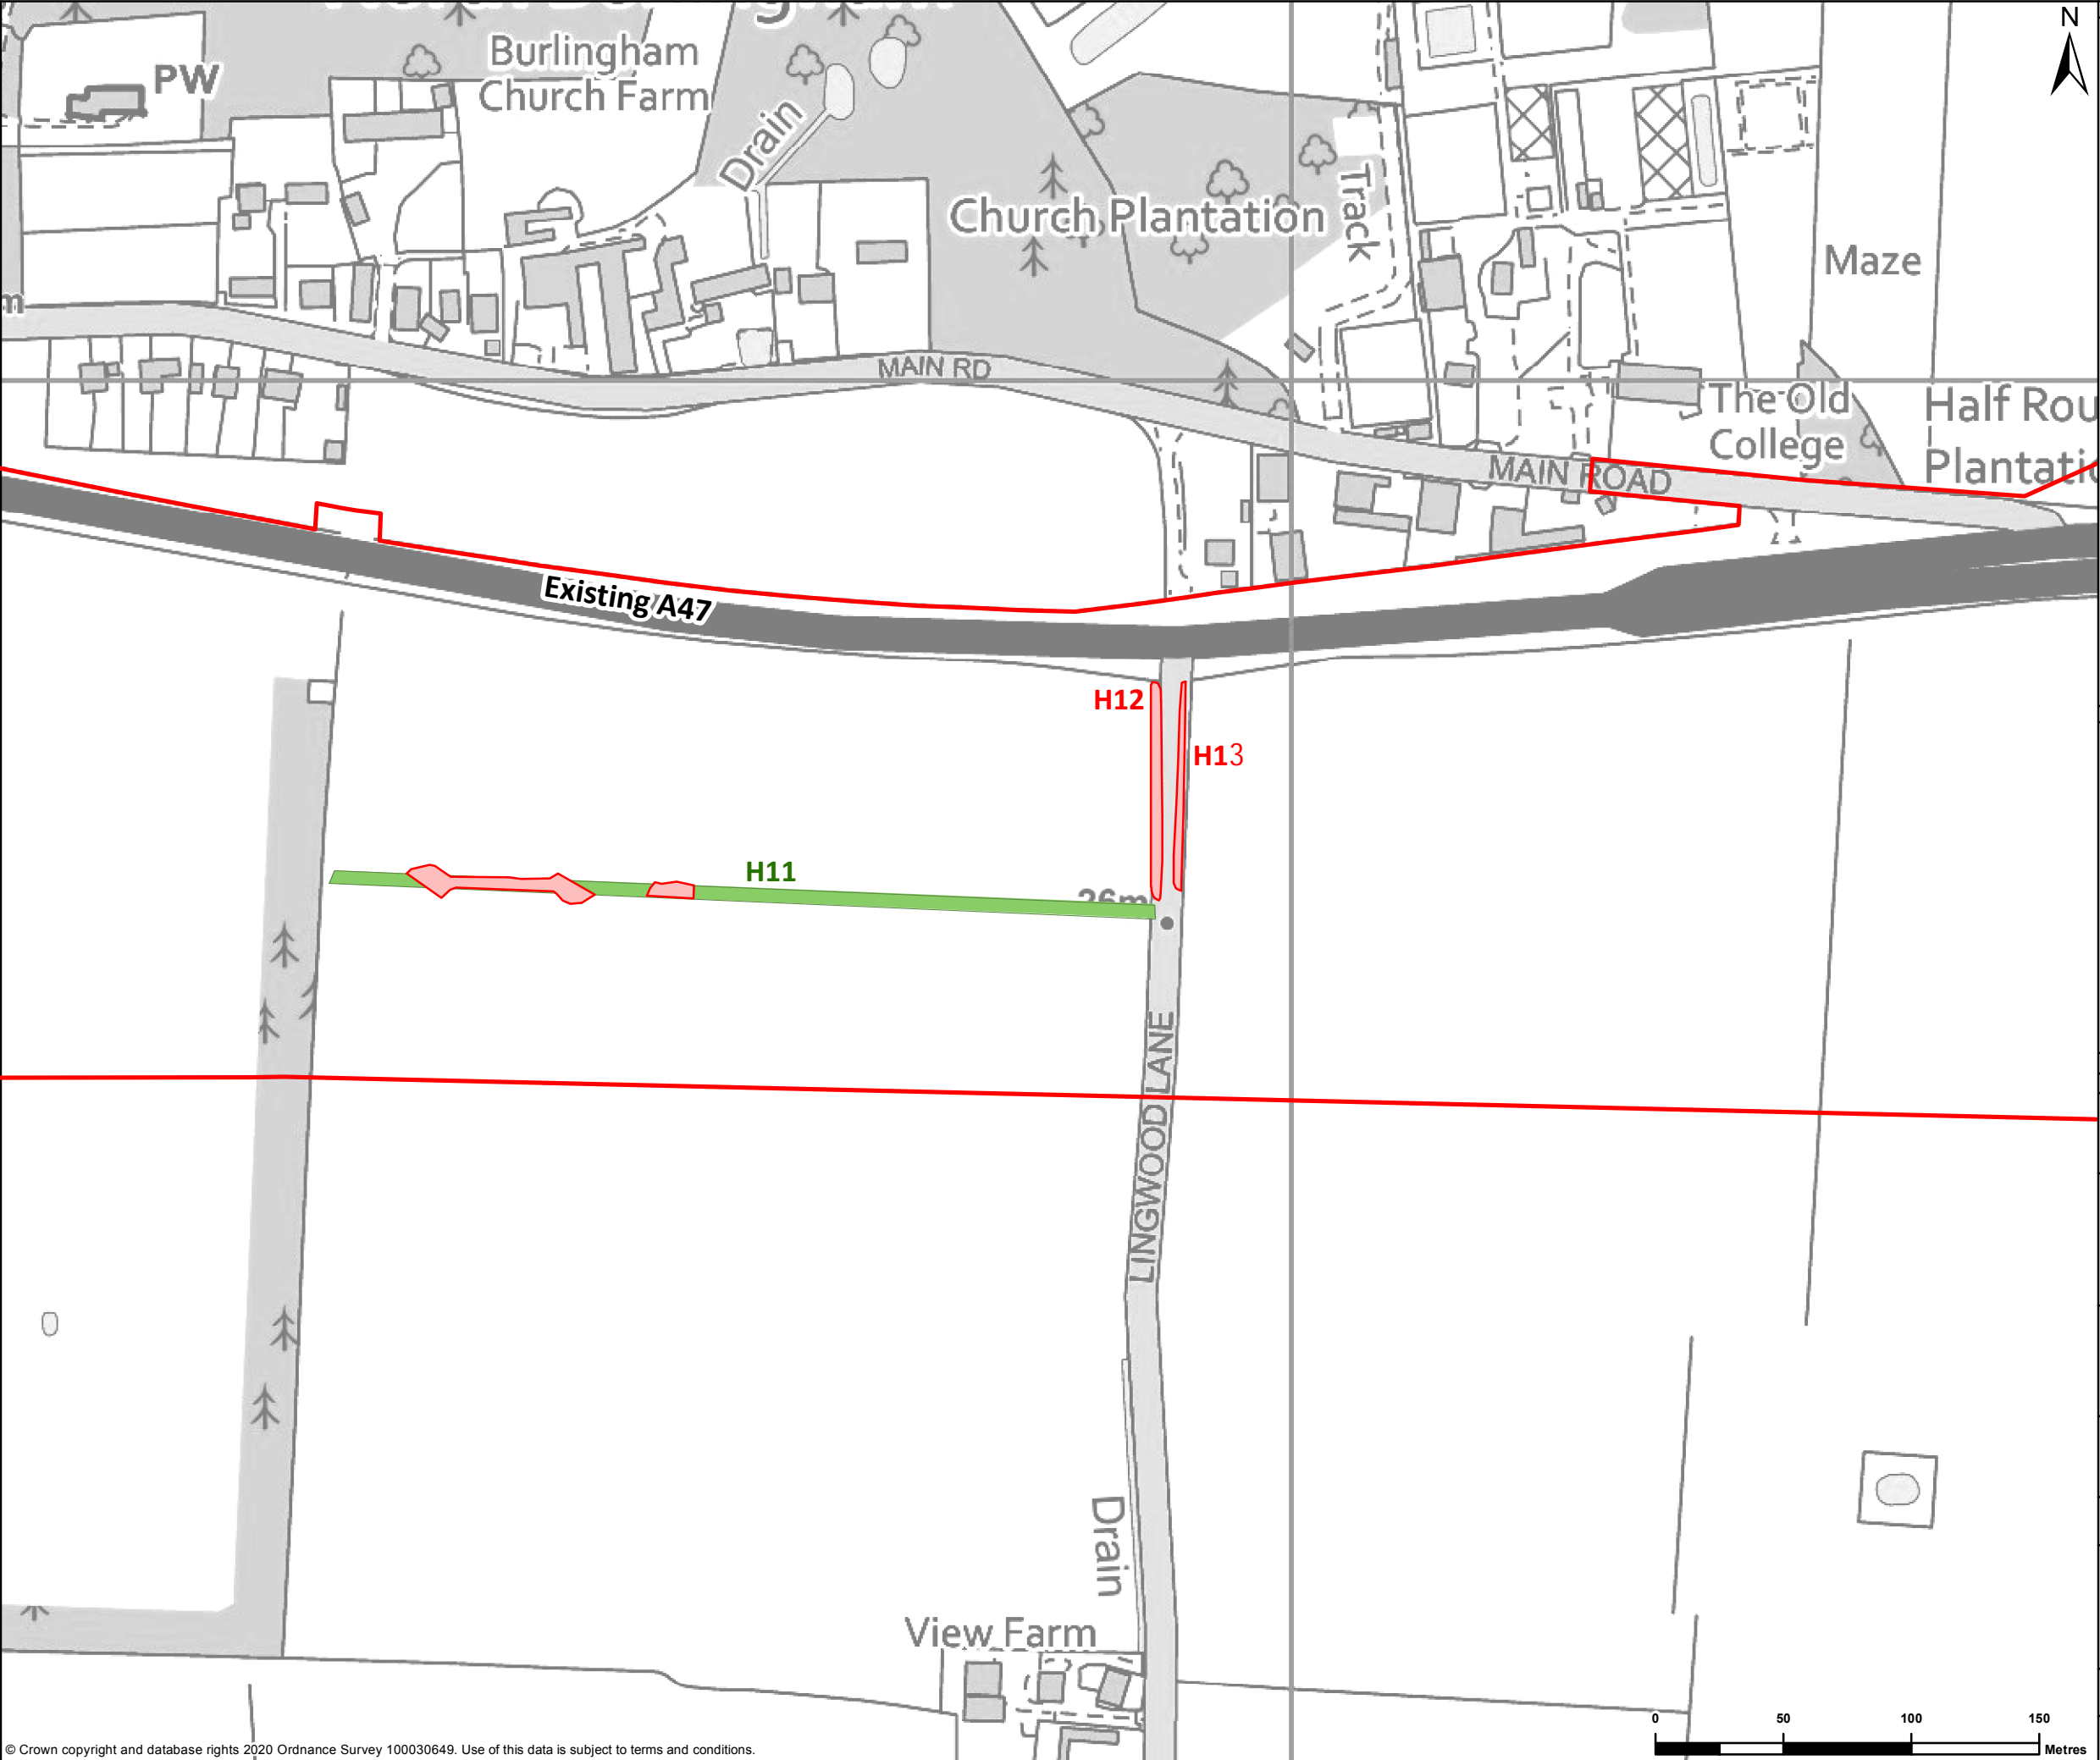 N
PW
Burlingham
Church Farm
Drain
Church Plantation
Track
Maze
m
MAIN RD
The Old
College
Half Rou
Plantatio
MAIN ROAD
Existing A47
H12
H13
H11
26m
LINGWOOD LANE
Drain
View Farm
0 50 100 150
Metres
© Crown copyright and database rights 2020 Ordnance Survey 100030649. Use of this data is subject to terms and conditions.